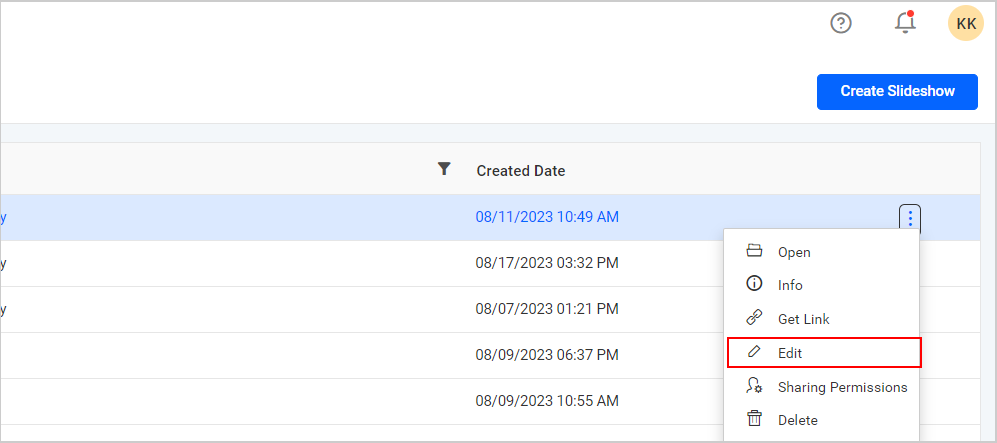 KK
Create Slideshow
Created Date
y 08/11/2023 10:49 AM
Open
y 08/17/2023 03:32 PM
Info
y 08/07/2023 01:21 PM
Get Link
08/09/2023 06:37 PM
Edit
Sharing Permissions
08/09/2023 10:55 AM
Delete